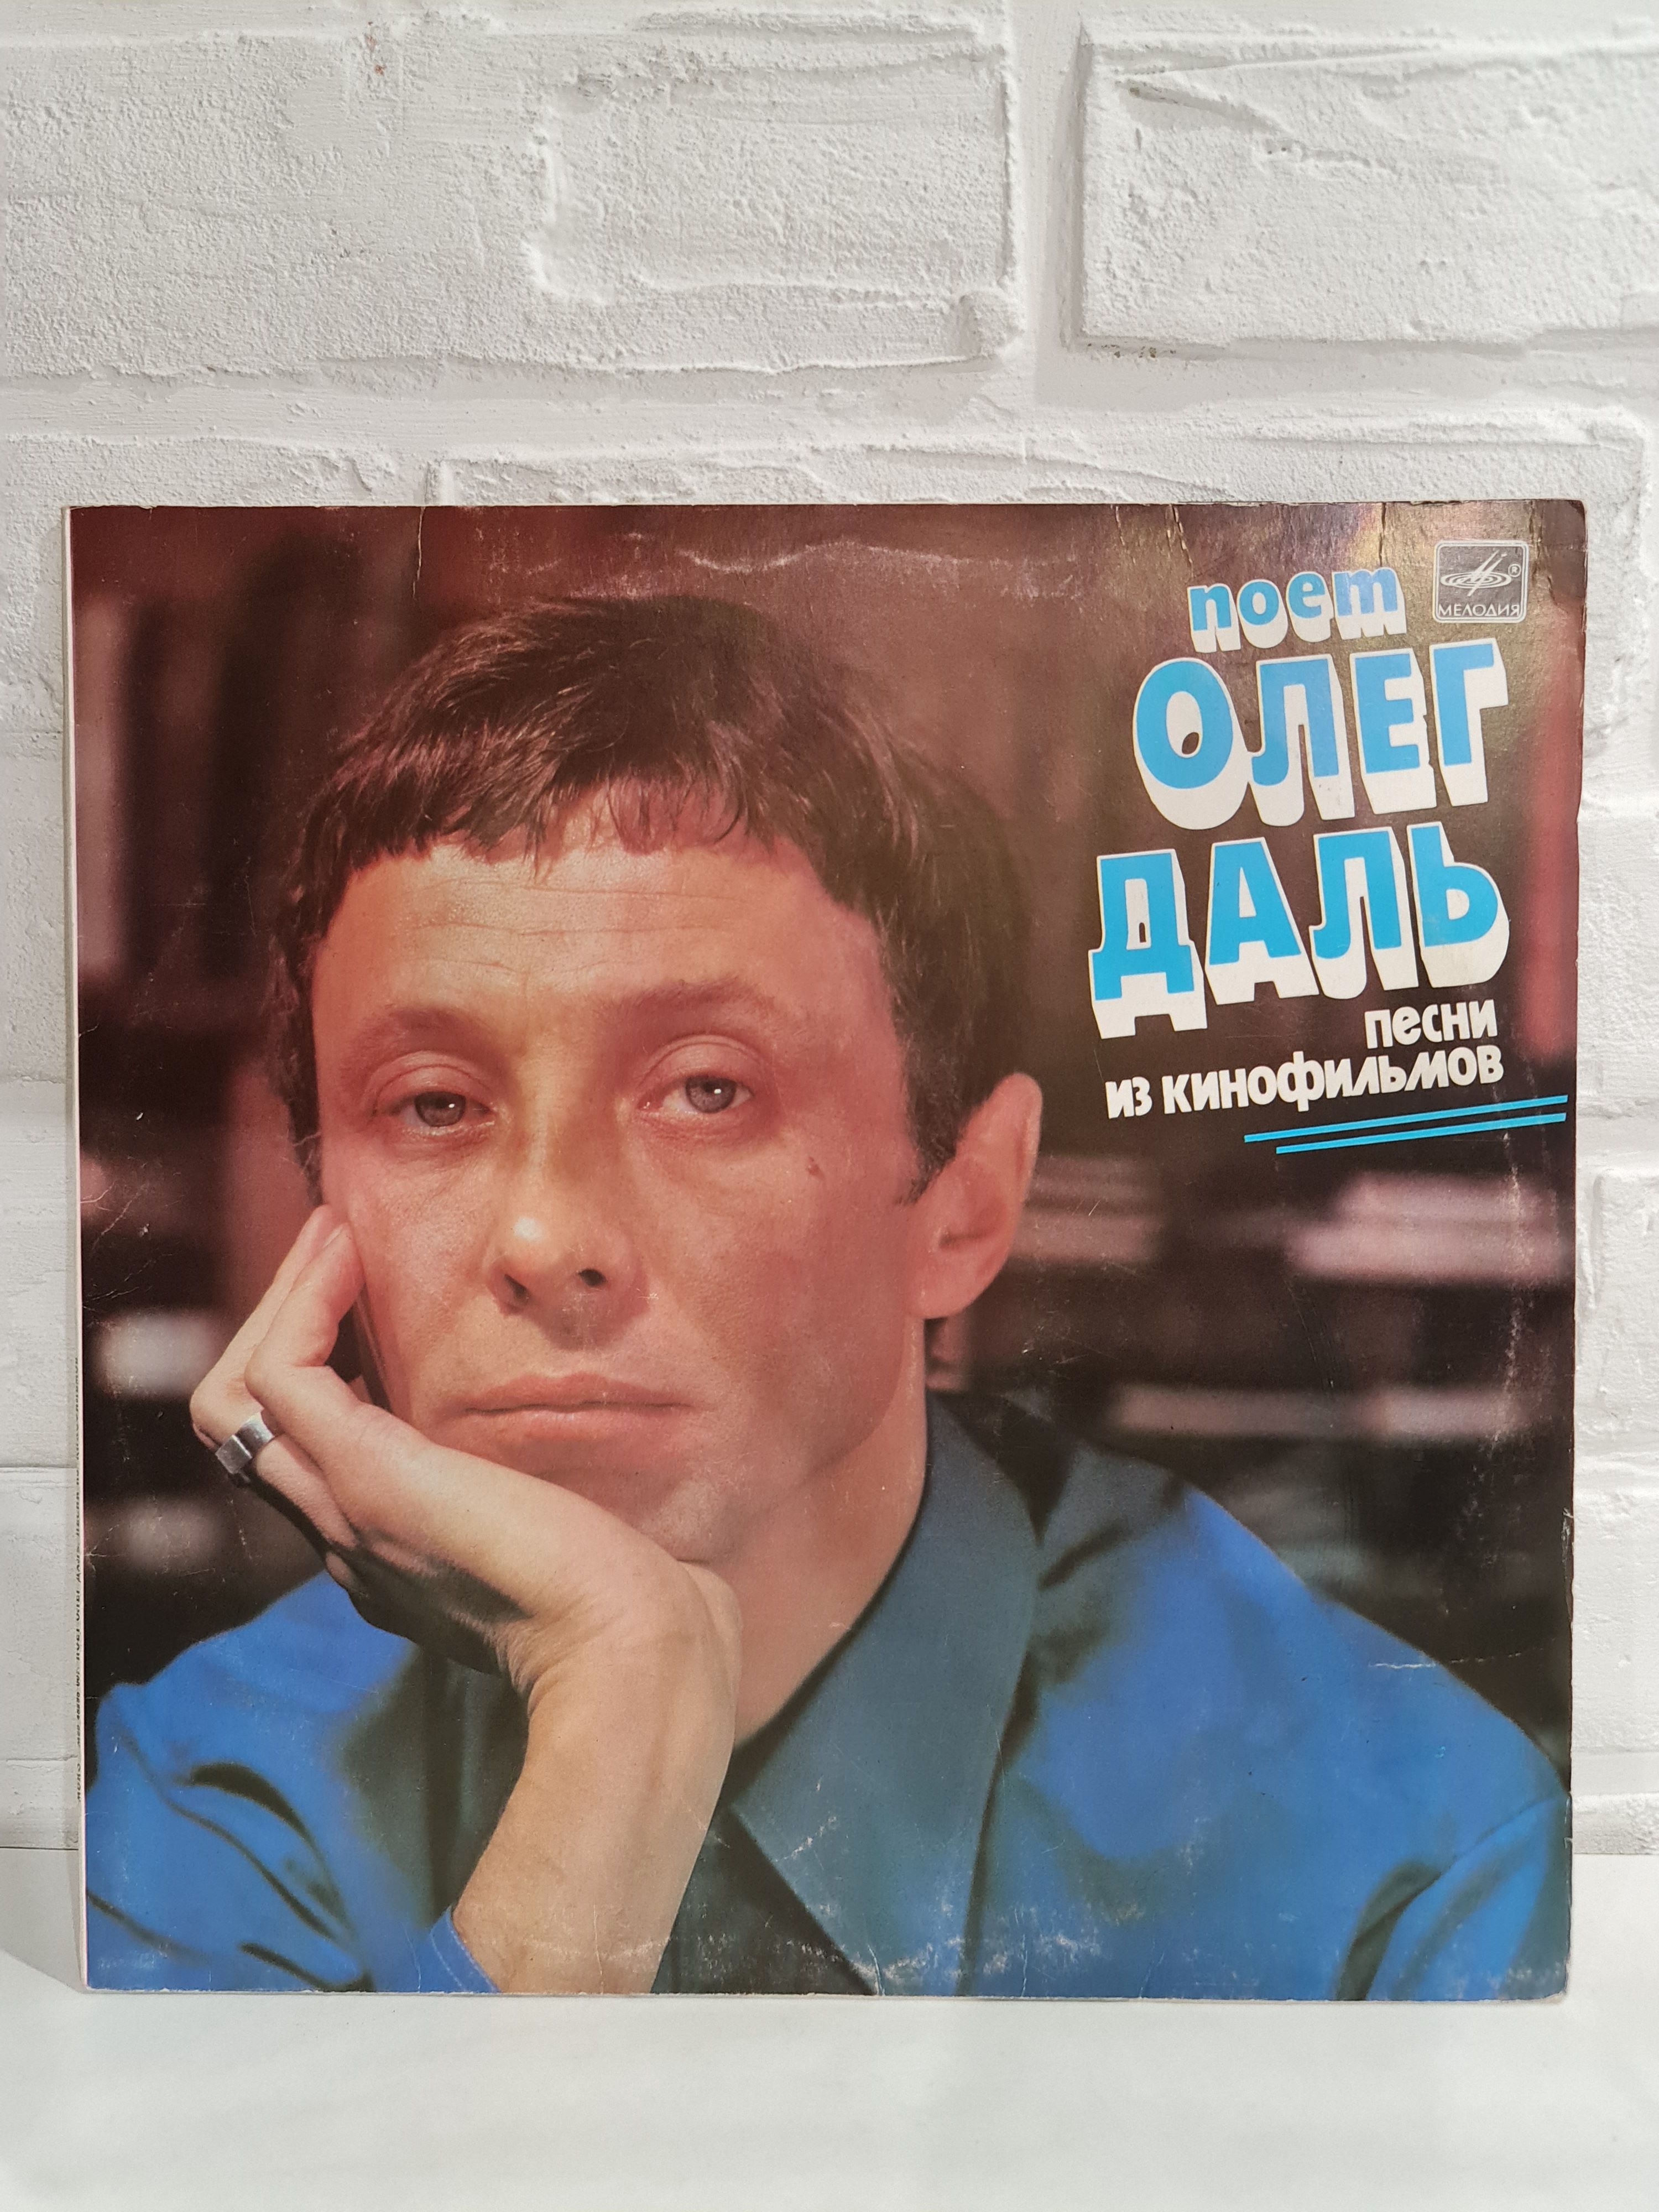 поет
® МЕЛОДИЯ
ОЛЕГ
ДАЛЬ
песни
из кинофильмов